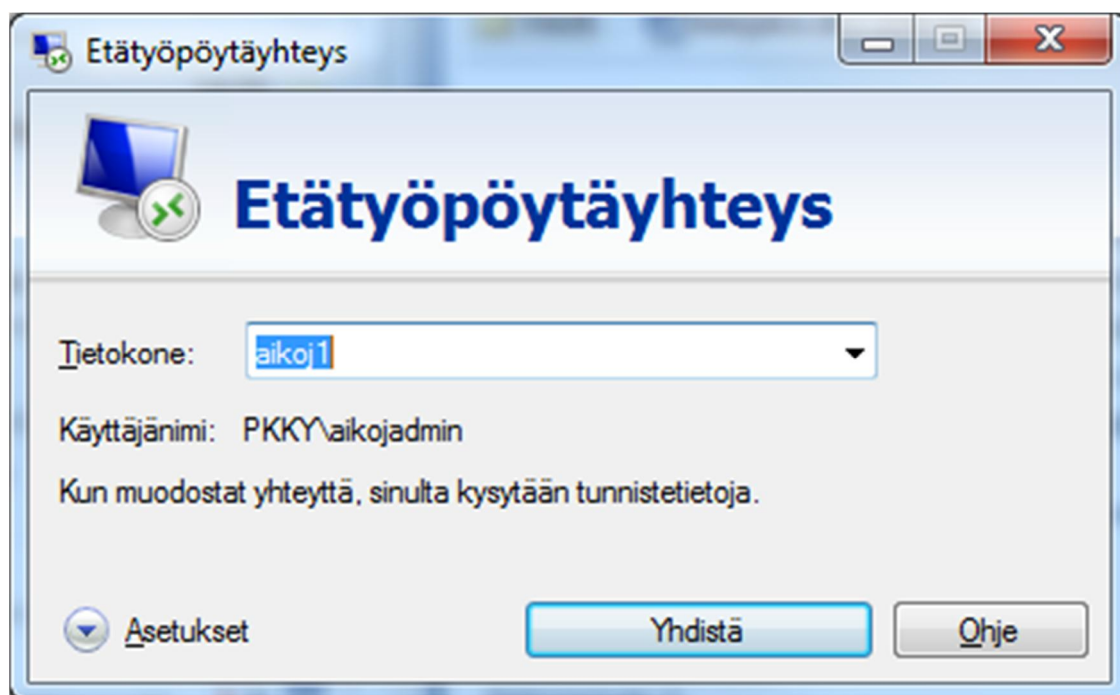 Etätyöpöytäyhteys
Etätyöpöytäyhteys
Tietokone: aikoj1
Käyttäjänimi: PKKY\aikojadmin
Kun muodostat yhteyttä, sinulta kysytään tunnistetietoja.
Asetukset Yhdistä Ohje